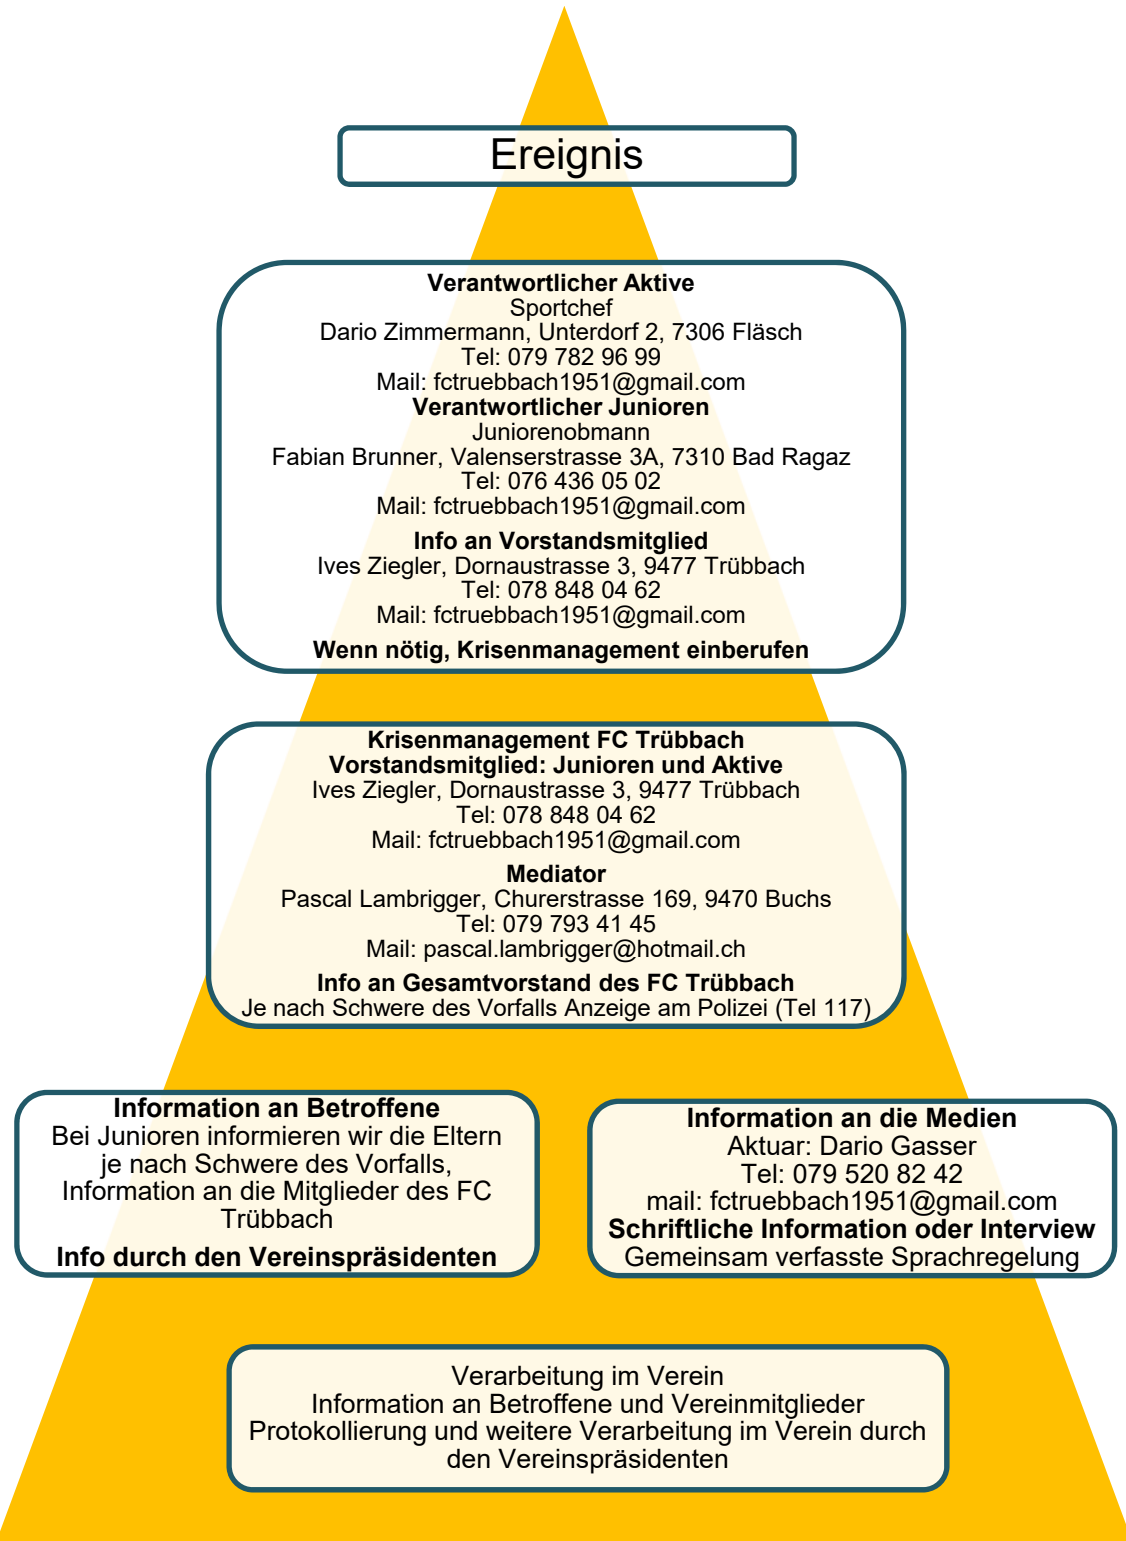 Ereignis
Verantwortlicher Aktive
Sportchef
Dario Zimmermann, Unterdorf 2, 7306 Fläsch
Tel: 079 782 96 99
Mail: fctruebbach1951@gmail.com
Verantwortlicher Junioren
Juniorenobmann
Fabian Brunner, Valenserstrasse 3A, 7310 Bad Ragaz
Tel: 076 436 05 02
Mail: fctruebbach1951@gmail.com
Info an Vorstandsmitglied
Ives Ziegler, Dornaustrasse 3, 9477 Trübbach
Tel: 078 848 04 62
Mail: fctruebbach1951@gmail.com
Wenn nötig, Krisenmanagement einberufen
Krisenmanagement FC Trübbach
Vorstandsmitglied: Junioren und Aktive
Ives Ziegler, Dornaustrasse 3, 9477 Trübbach
Tel: 078 848 04 62
Mail: fctruebbach1951@gmail.com
Mediator
Pascal Lambrigger, Churerstrasse 169, 9470 Buchs
Tel: 079 793 41 45
Mail: pascal.lambrigger@hotmail.ch
Info an Gesamtvorstand des FC Trübbach
Je nach Schwere des Vorfalls Anzeige am Polizei (Tel 117)
Information an Betroffene
Bei Junioren informieren wir die Eltern
je nach Schwere des Vorfalls,
Information an die Mitglieder des FC
Trübbach
Info durch den Vereinspräsidenten
Information an die Medien
Aktuar: Dario Gasser
Tel: 079 520 82 42
mail: fctruebbach1951@gmail.com
Schriftliche Information oder Interview
Gemeinsam verfasste Sprachregelung
Verarbeitung im Verein
Information an Betroffene und Vereinmitglieder
Protokollierung und weitere Verarbeitung im Verein durch
den Vereinspräsidenten